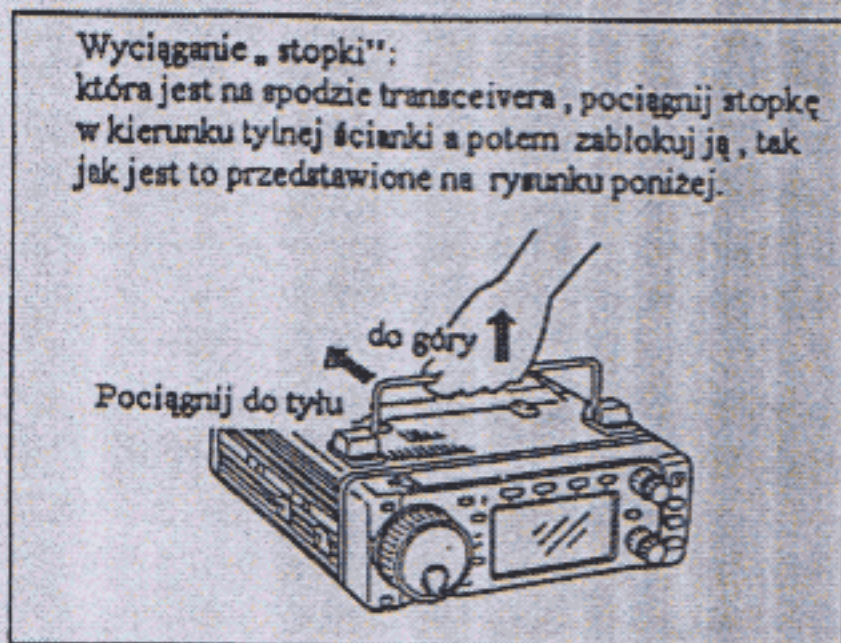 Wyciąganie „ stopki":
która jest na spodzie transceivera , pociągnij stopkę
w kierunku tylnej ścianki a potem zablokuj ją , tak
jak jest to przedstawione na rysunku poniżej.
do góry
Pociągnij do tyłu